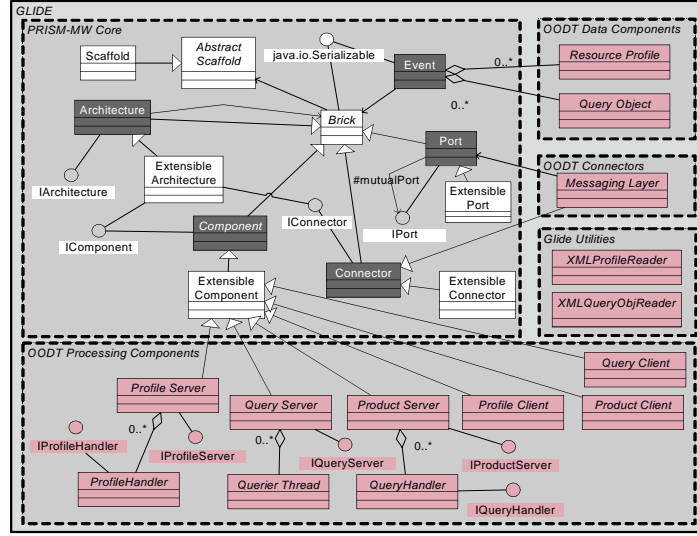 GLIDE
PRISM-MW Core
OODT Data Components
Scaffold
Abstract
Scaffold
java.io.Serializable
Event
0..*
Resource Profile
0..*
Query Object
Architecture
Brick
Port
OODT Connectors
Messaging Layer
Extensible
Architecture
IArchitecture
#mutualPort
Extensible
Port
IConnector
Component
IComponent
IPort
Glide Utilities
XMLProfileReader
Extensible
Component
Connector
Extensible
Connector
XMLQueryObjReader
OODT Processing Components
Query Client
Profile Server
Query Server
Product Server
Profile Client
Product Client
0..*
IProfileHandler
IProfileServer
0..*
IQueryServer
0..*
IProductServer
ProfileHandler
Querier Thread
QueryHandler
IQueryHandler